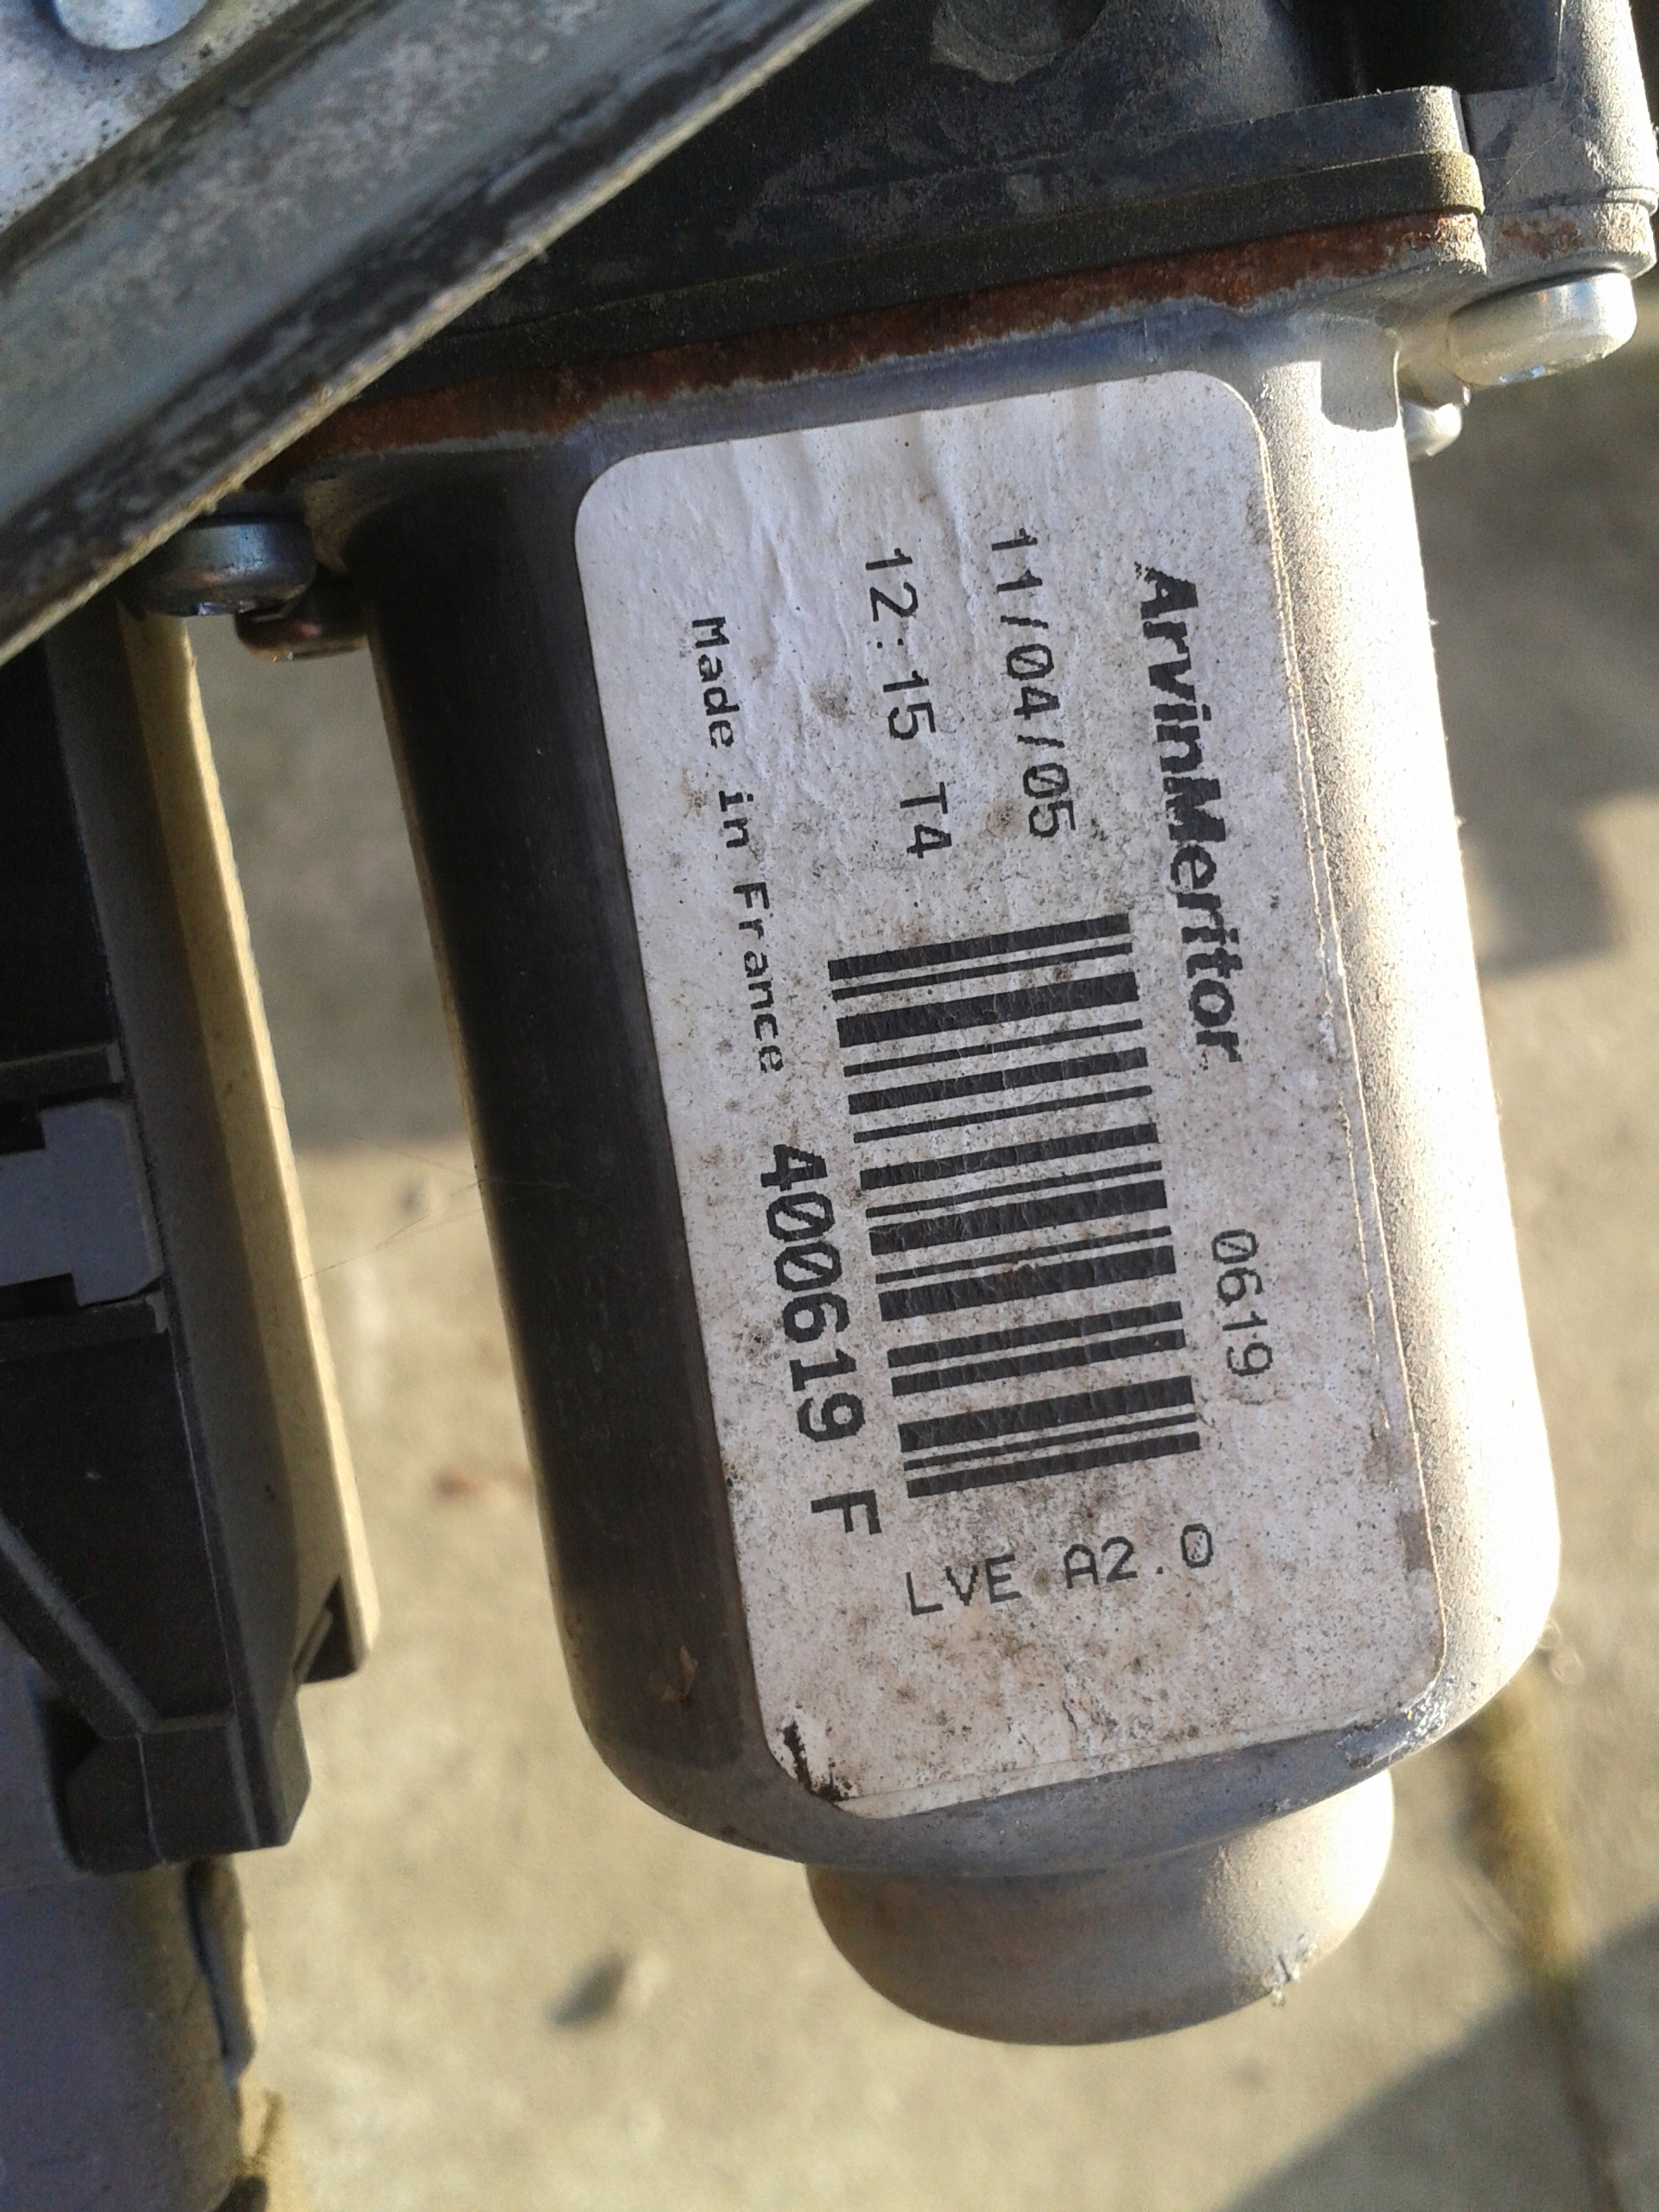 ArvinMeritor 0619
11/04/05
12:15 T4
Made in France 400619 F
LVE A2.0